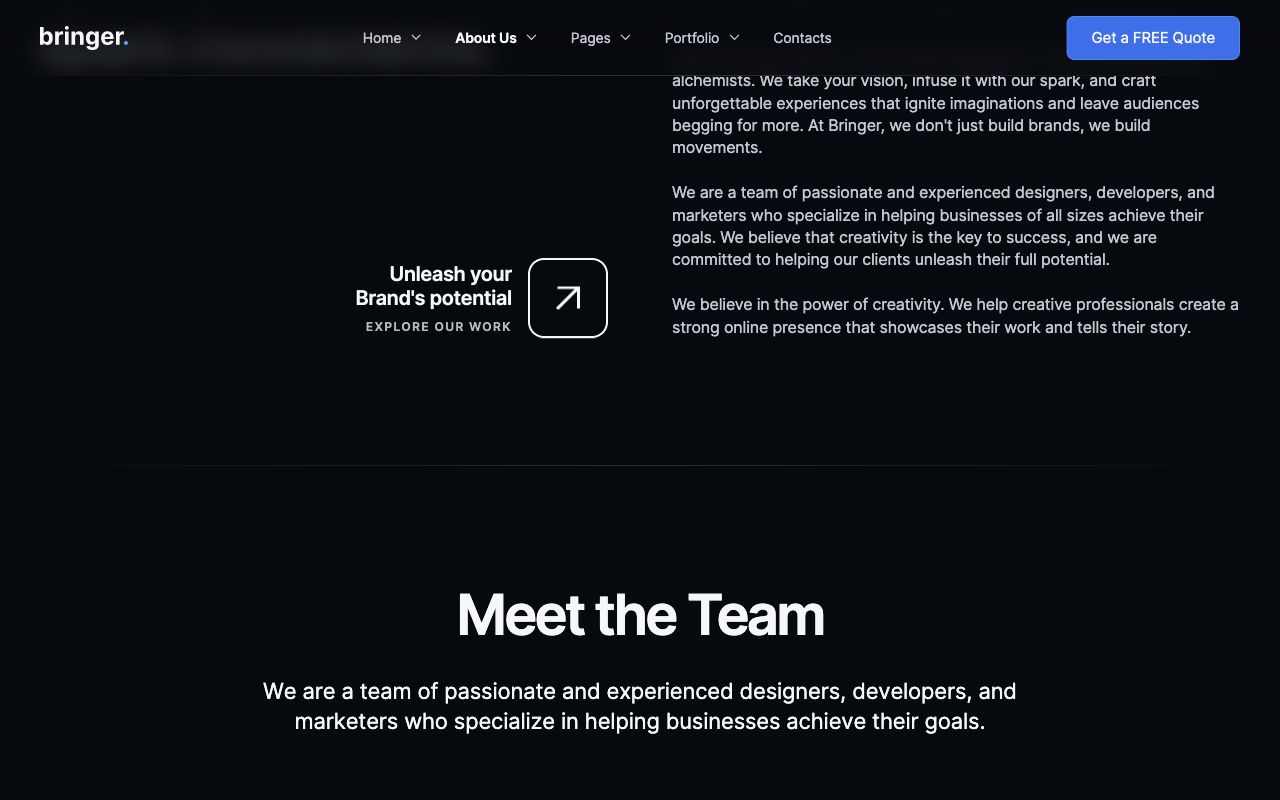 bringer.
Home
About Us
Pages
Portfolio
Contacts
Get a FREE Quote
alchemists. We take your vision, infuse it with our spark, and craft
unforgettable experiences that ignite imaginations and leave audiences
begging for more. At Bringer, we don't just build brands, we build
movements.
We are a team of passionate and experienced designers, developers, and
marketers who specialize in helping businesses of all sizes achieve their
goals. We believe that creativity is the key to success, and we are
committed to helping our clients unleash their full potential.
We believe in the power of creativity. We help creative professionals create a
strong online presence that showcases their work and tells their story.
Unleash your
Brand's potential
EXPLORE OUR WORK
Meet the Team
We are a team of passionate and experienced designers, developers, and
marketers who specialize in helping businesses achieve their goals.